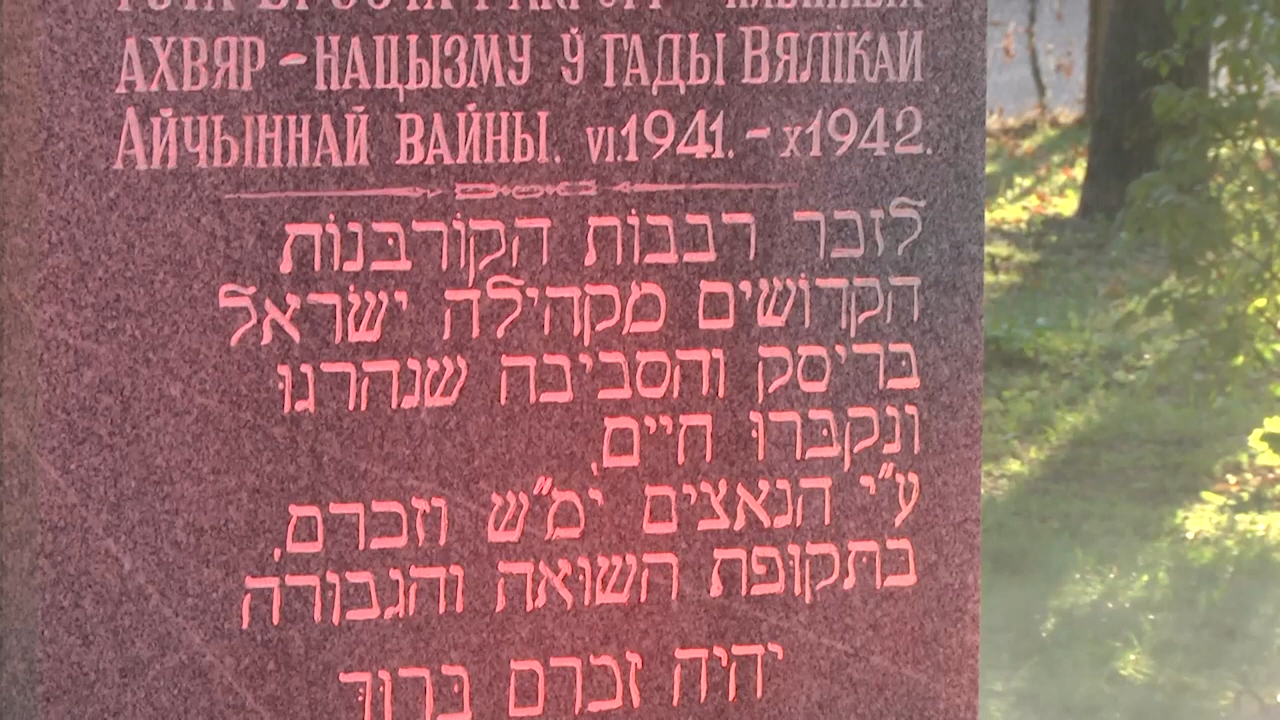 АХВЯР - НАЦЫЗМУ Ў ГАДЫ ВЯЛІКАЙ
АЙЧЫННАЙ ВАЙНЫ. VI.1941. - X1942.
לזכר רבבות הקורבנות
הקדושים מקהילה ישראל
בריסק והסביבה שנהרגו
ונקברו חיים,
ע"י הנאצים ימ"ש וזכרם,
בתקופת השואה והגבורה
יהיה זכרם ברוך